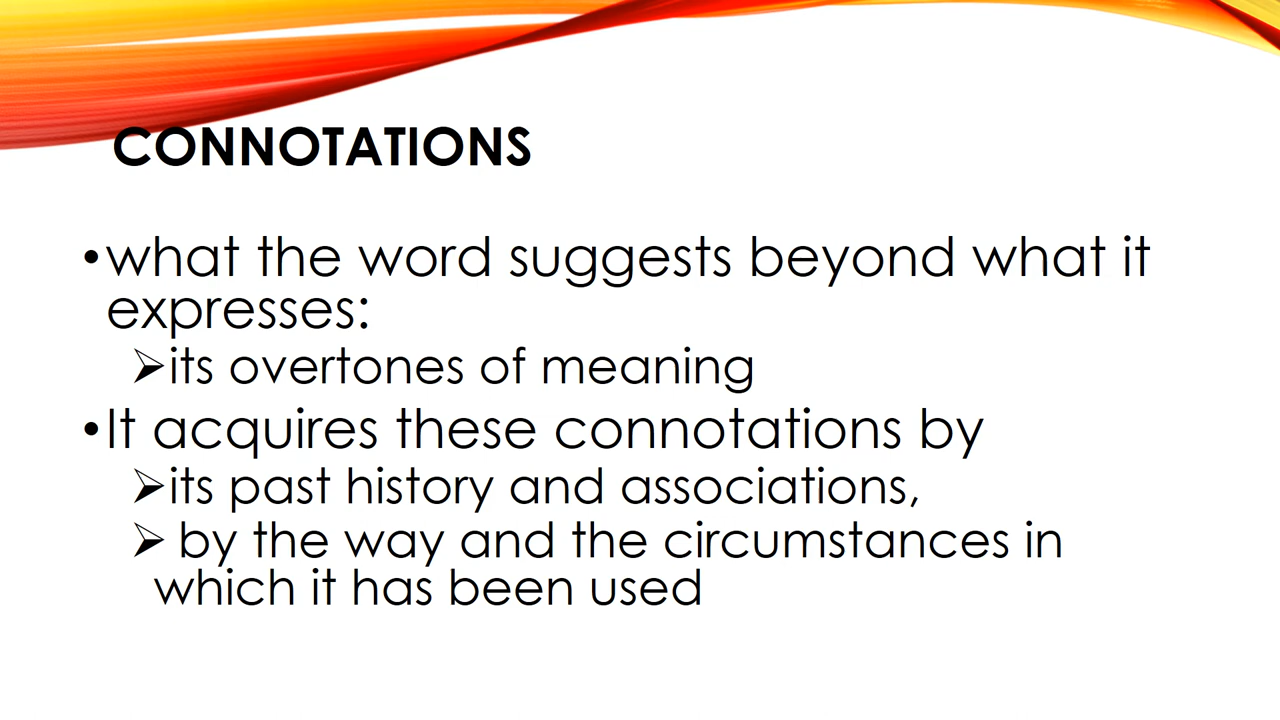 CONNOTATIONS
•what the word suggests beyond what it
expresses:
➢its overtones of meaning
•It acquires these connotations by
➢its past history and associations,
➢ by the way and the circumstances in
which it has been used